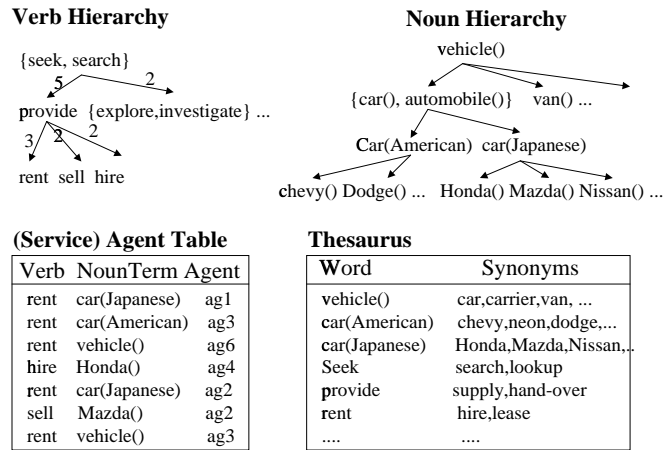 Verb Hierarchy
{seek, search}
5 2
provide {explore,investigate} ...
3 2 2
rent sell hire
Noun Hierarchy
vehicle()
{car(), automobile()} van() ...
Car(American) car(Japanese)
chevy() Dodge() ... Honda() Mazda() Nissan() ...
(Service) Agent Table
Verb NounTerm Agent
rent car(Japanese) ag1
rent car(American) ag3
rent vehicle() ag6
hire Honda() ag4
rent car(Japanese) ag2
sell Mazda() ag2
rent vehicle() ag3
Thesaurus
Word Synonyms
vehicle() car,carrier,van, ...
car(American) chevy,neon,dodge,...
car(Japanese) Honda,Mazda,Nissan,..
Seek search,lookup
provide supply,hand-over
rent hire,lease
.... ....